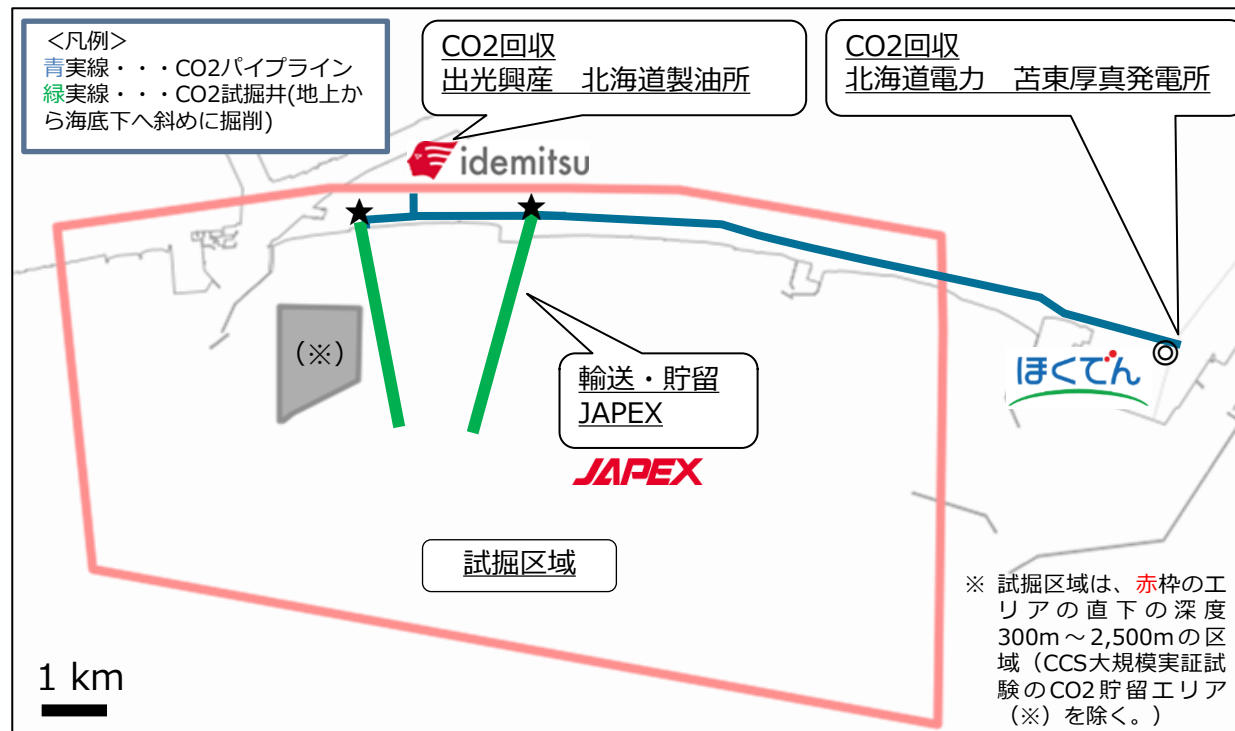 <凡例>
青実線・・・CO2パイプライン
緑実線・・・CO2試掘井(地上か
ら海底下へ斜めに掘削)
CO2回収
出光興産　北海道製油所
CO2回収
北海道電力　苫東厚真発電所
idemitsu
(※)
輸送・貯留
JAPEX
JAPEX
ほくでん
試掘区域
※ 試掘区域は、赤枠のエ
リアの直下の深度
300m～2,500mの区
域（CCS大規模実証試
験のCO2貯留エリア
（※）を除く。）
1 km